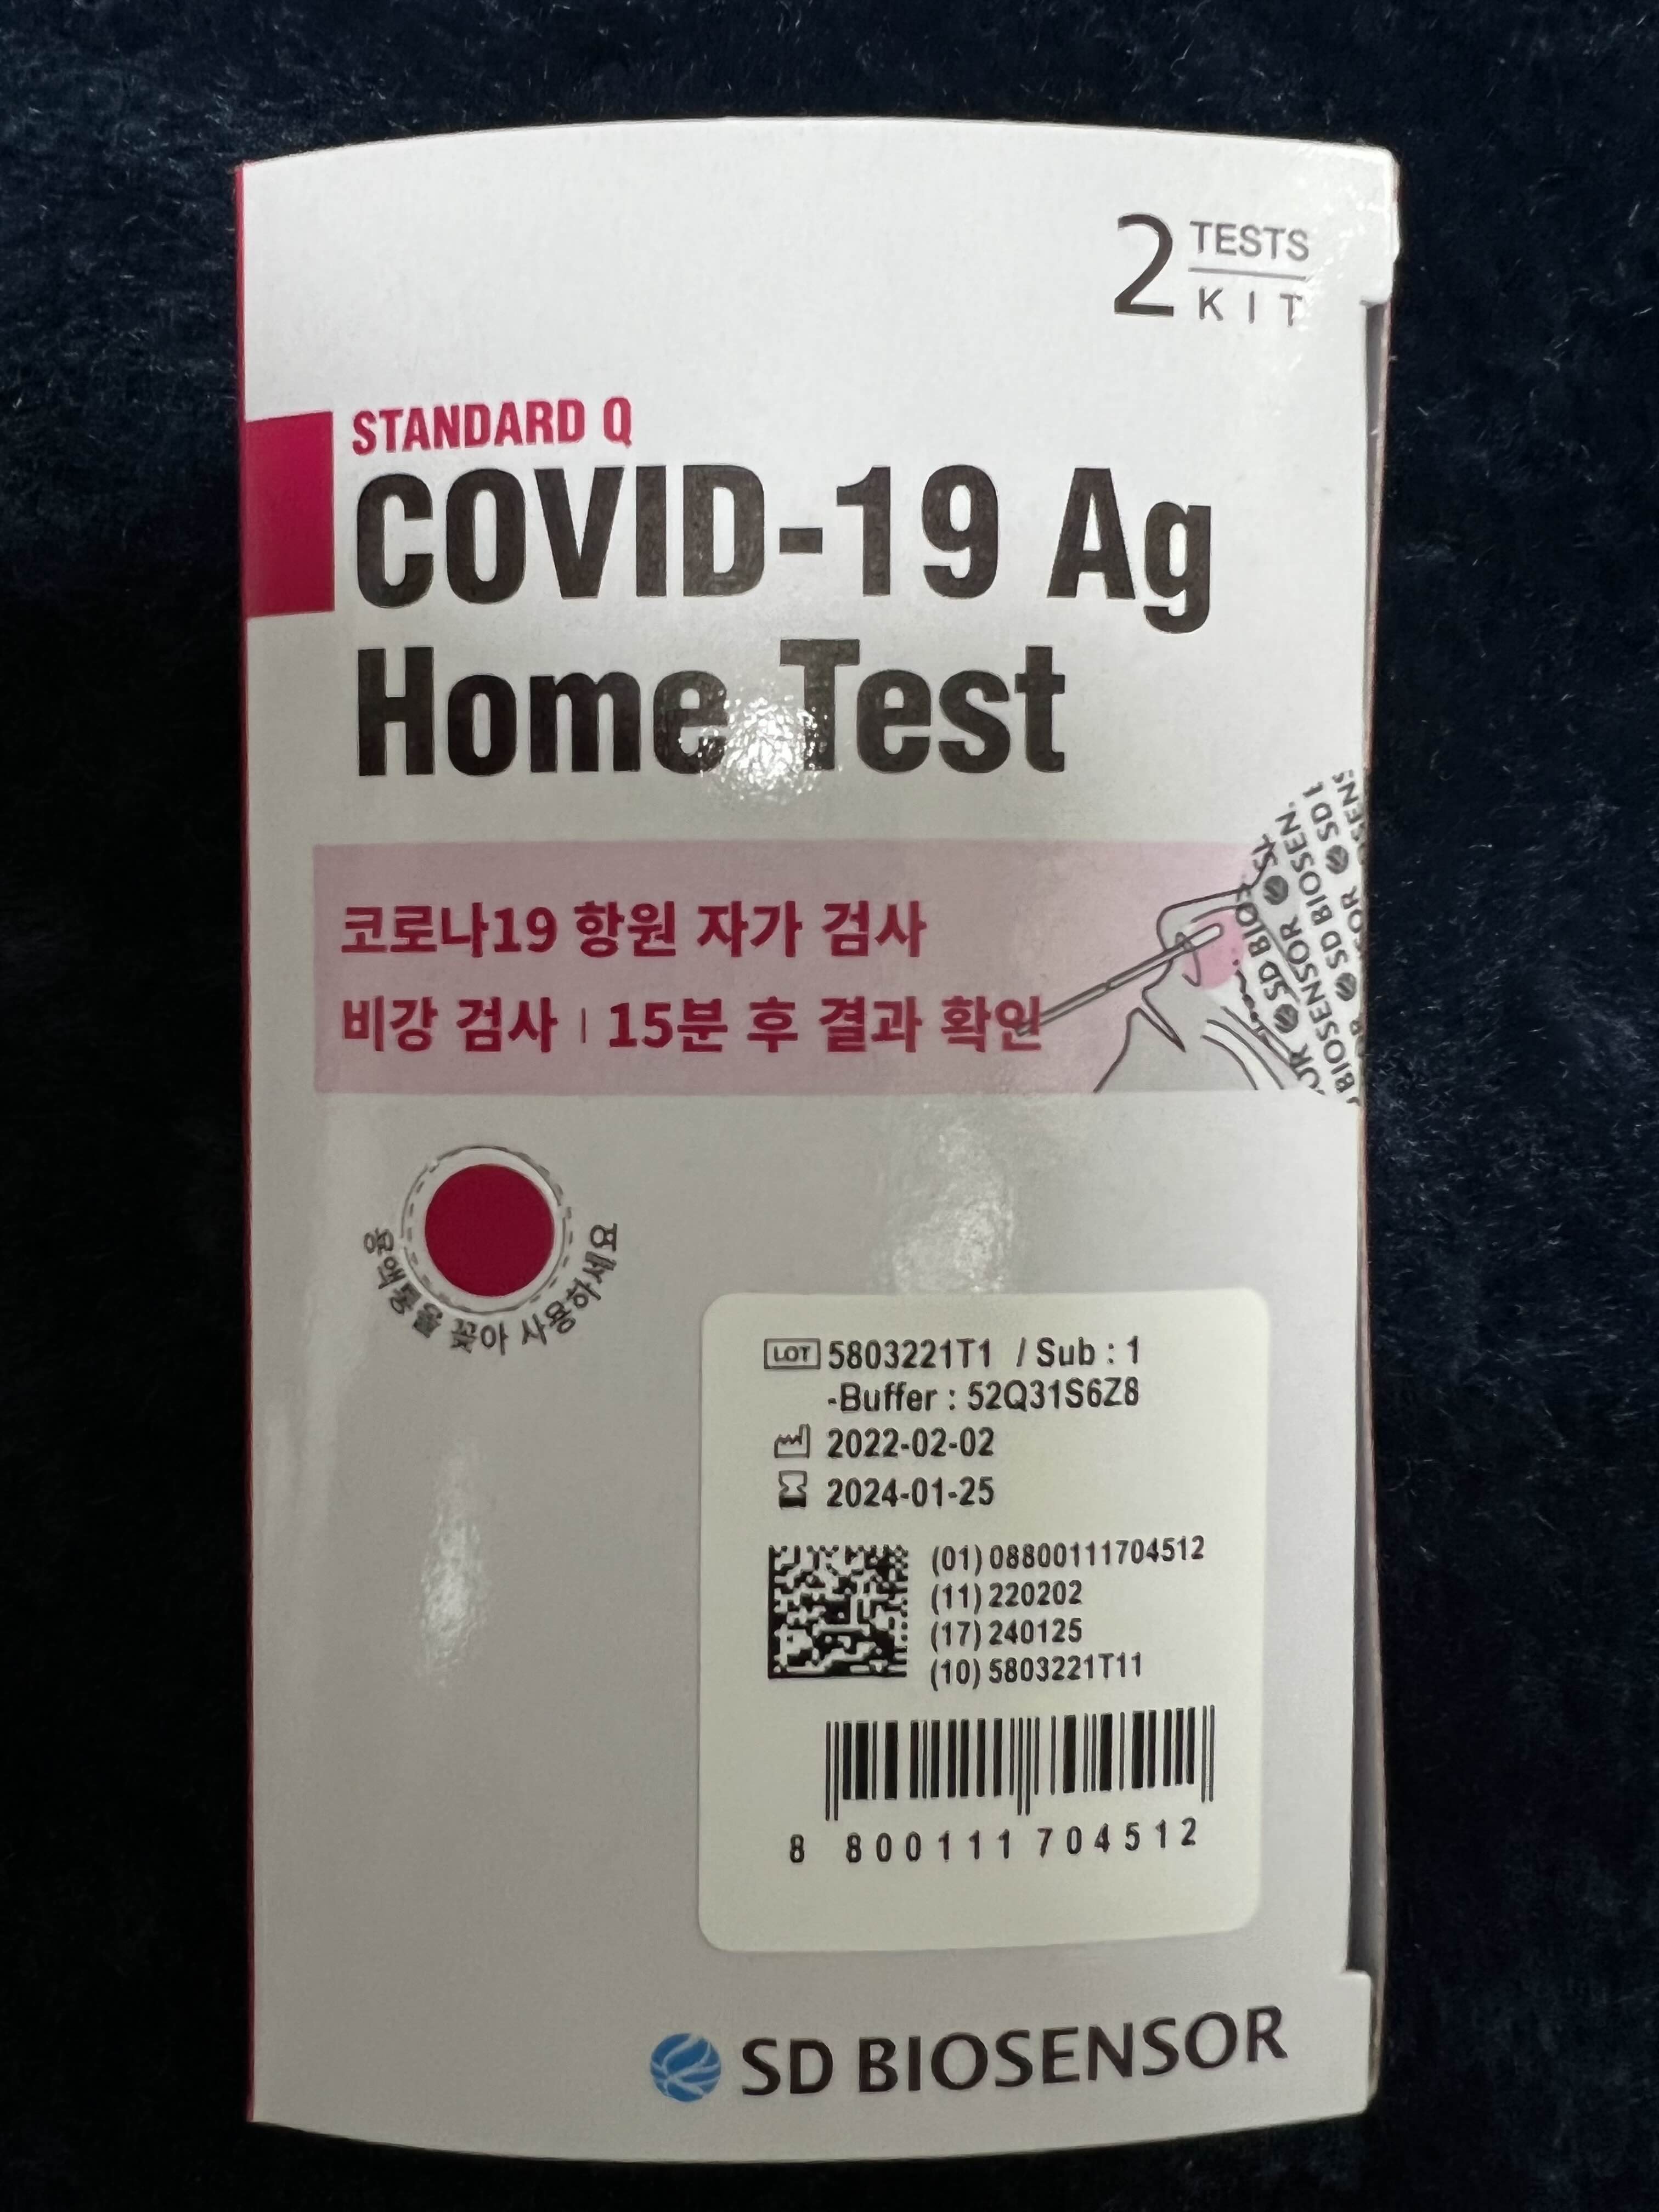 2 TESTS
KIT
STANDARD Q
COVID-19 Ag
Home Test
코로나19 항원 자가 검사
비강 검사 | 15분 후 결과 확인
SD BIOSENSOR
용액통을 꽂아 사용하세요
LOT 5803221T1 / Sub : 1
-Buffer : 52Q31S6Z8
2022-02-02
2024-01-25
(01) 08800111704512
(11) 220202
(17) 240125
(10) 5803221T11
8 800111 704512
SD BIOSENSOR